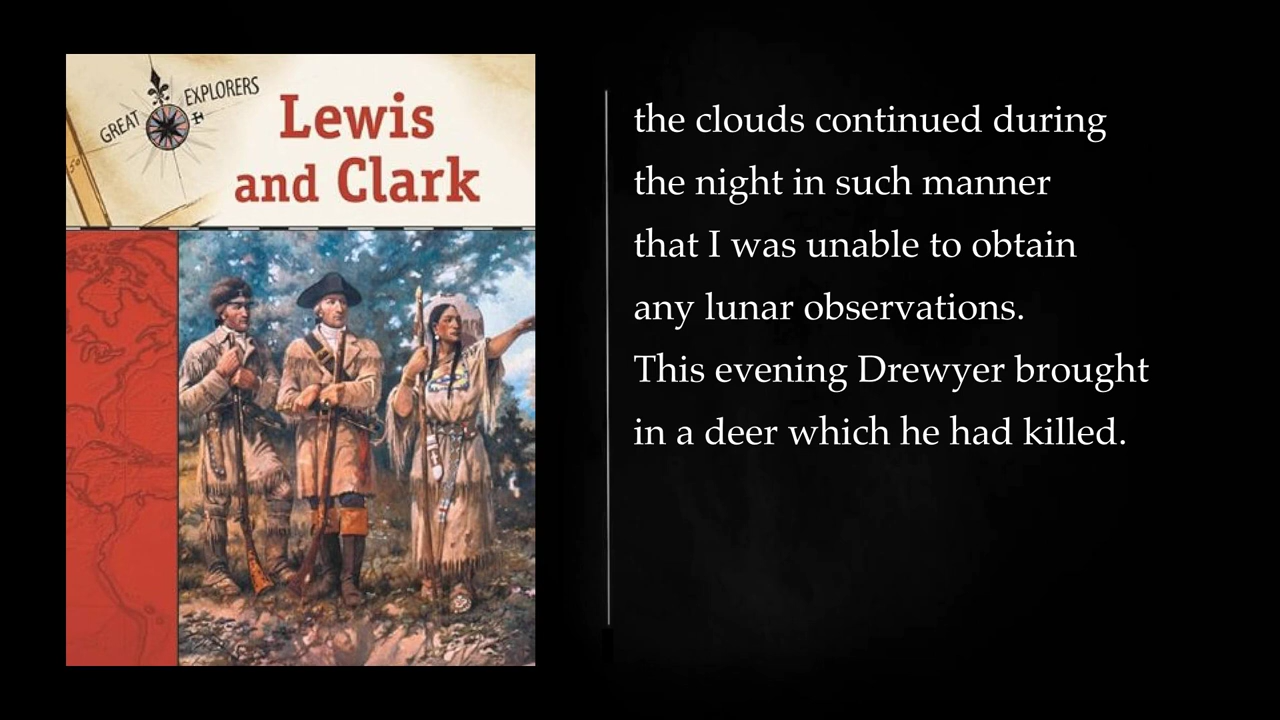 GREAT EXPLORERS
Lewis
and Clark
50
the clouds continued during
the night in such manner
that I was unable to obtain
any lunar observations.
This evening Drewyer brought
in a deer which he had killed.